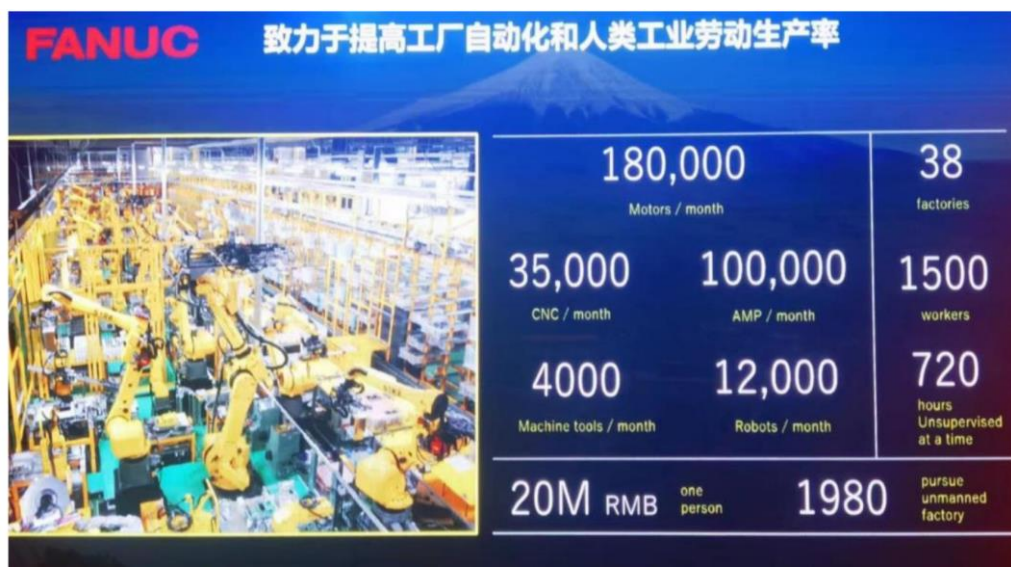 FANUC
致力于提高工厂自动化和人类工业劳动生产率
180,000
Motors / month
38
factories
35,000
CNC / month
100,000
AMP / month
1500
workers
4000
Machine tools / month
12,000
Robots / month
720
hours
Unsupervised
at a time
20M RMB
one
person
1980
pursue
unmanned
factory